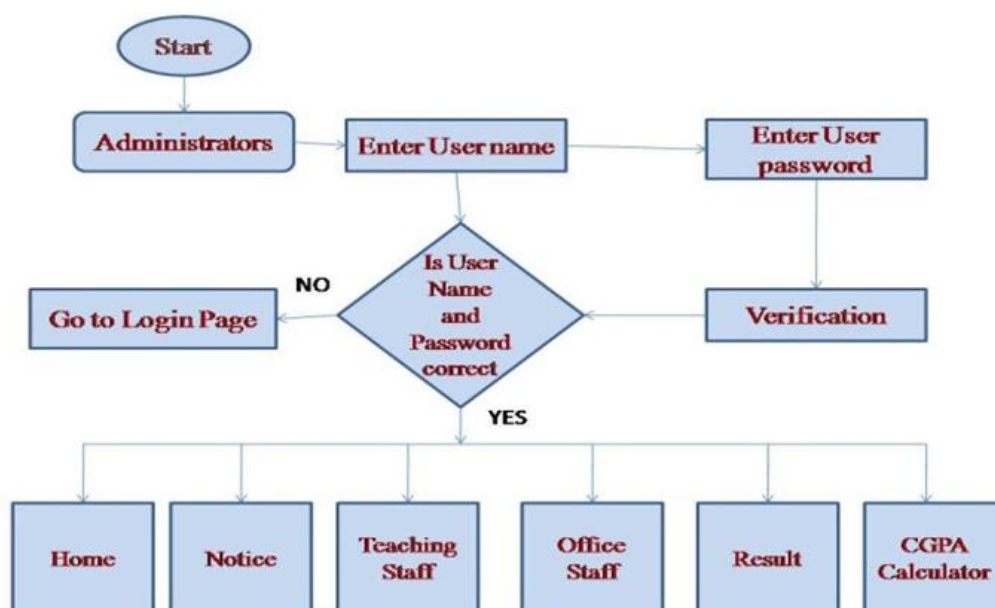 Start
Administrators
Enter User name
Enter User
password
Is User
Name
and
Password
correct
NO
Go to Login Page
Verification
YES
Home
Notice
Teaching
Staff
Office
Staff
Result
CGPA
Calculator